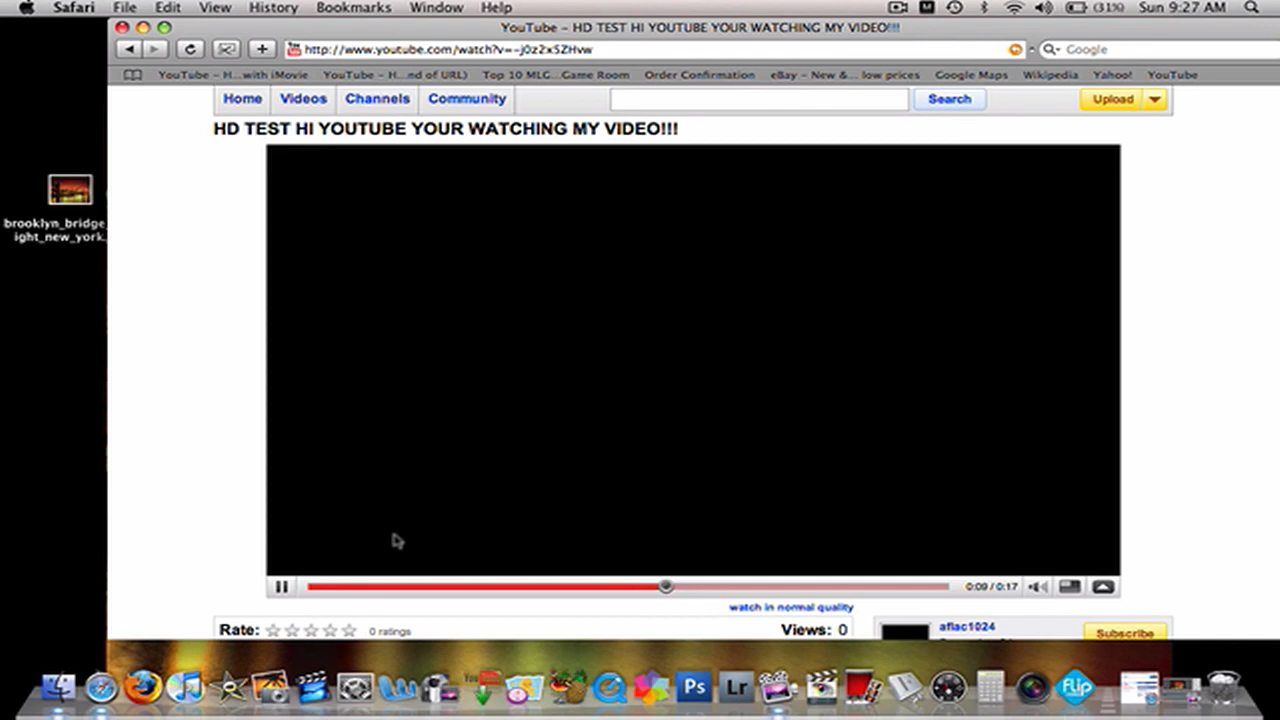 Safari File Edit View History Bookmarks Window Help (31%) Sun 9:27 AM
YouTube – HD TEST HI YOUTUBE YOUR WATCHING MY VIDEO!!!
http://www.youtube.com/watch?v=-j0z2x5ZHvw Google
YouTube – H...with iMovie YouTube – H...nd of URL) Top 10 MLG...Game Room Order Confirmation eBay – New &... low prices Google Maps Wikipedia Yahoo! YouTube
Home Videos Channels Community Search Upload
HD TEST HI YOUTUBE YOUR WATCHING MY VIDEO!!!
brooklyn_bridge_
ight_new_york_
0:09 / 0:17
watch in normal quality
Rate: 0 ratings Views: 0 aflac1024
Subscribe
You
Ps Lr flip